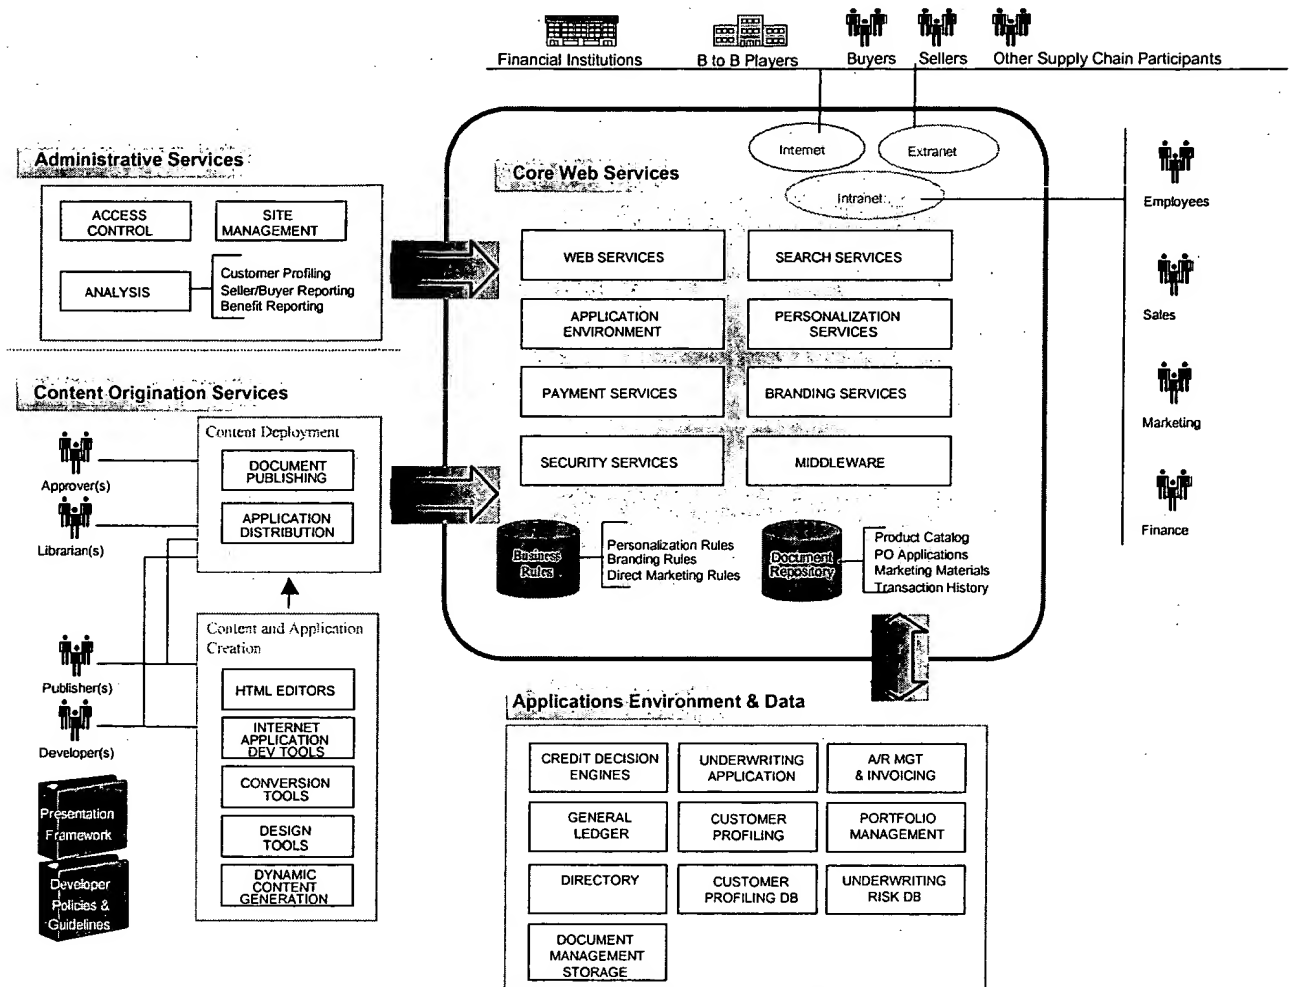 Financial Institutions
B to B Players
Buyers
Sellers
Other Supply Chain Participants
Internet
Extranet
Intranet
Employees
Sales
Marketing
Finance
Administrative Services
ACCESS
CONTROL
SITE
MANAGEMENT
ANALYSIS
Customer Profiling
Seller/Buyer Reporting
Benefit Reporting
Content Origination Services
Approver(s)
Librarian(s)
Publisher(s)
Developer(s)
Content Deployment
DOCUMENT
PUBLISHING
APPLICATION
DISTRIBUTION
Content and Application
Creation
HTML EDITORS
INTERNET
APPLICATION
DEV TOOLS
CONVERSION
TOOLS
DESIGN
TOOLS
DYNAMIC
CONTENT
GENERATION
Presentation
Framework
Developer
Policies &
Guidelines
Core Web Services
WEB SERVICES
SEARCH SERVICES
APPLICATION
ENVIRONMENT
PERSONALIZATION
SERVICES
PAYMENT SERVICES
BRANDING SERVICES
SECURITY SERVICES
MIDDLEWARE
Business
Rules
Personalization Rules
Branding Rules
Direct Marketing Rules
Document
Repository
Product Catalog
PO Applications
Marketing Materials
Transaction History
Applications Environment & Data
CREDIT DECISION
ENGINES
UNDERWRITING
APPLICATION
A/R MGT
& INVOICING
GENERAL
LEDGER
CUSTOMER
PROFILING
PORTFOLIO
MANAGEMENT
DIRECTORY
CUSTOMER
PROFILING DB
UNDERWRITING
RISK DB
DOCUMENT
MANAGEMENT
STORAGE